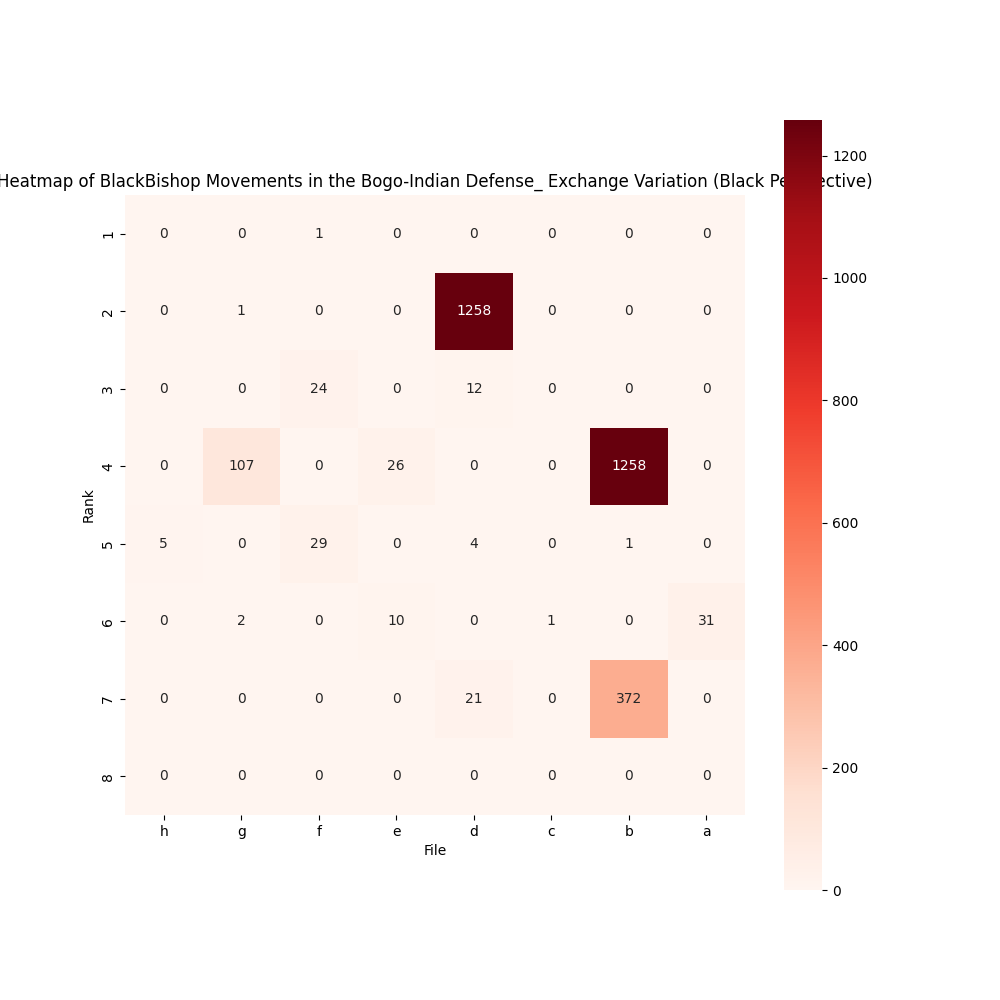 Heatmap of BlackBishop Movements in the Bogo-Indian Defense_ Exchange Variation (Black Pe ective)
1200
1 0 0 1 0 0 0 0 0
1000
2 0 1 0 0 1258 0 0 0
3 0 0 24 0 12 0 0 0
800
4 0 107 0 26 0 0 1258 0
Rank
600
5 5 0 29 0 4 0 1 0
6 0 2 0 10 0 1 0 31
400
7 0 0 0 0 21 0 372 0
200
8 0 0 0 0 0 0 0 0
h g f e d c b a
File
0